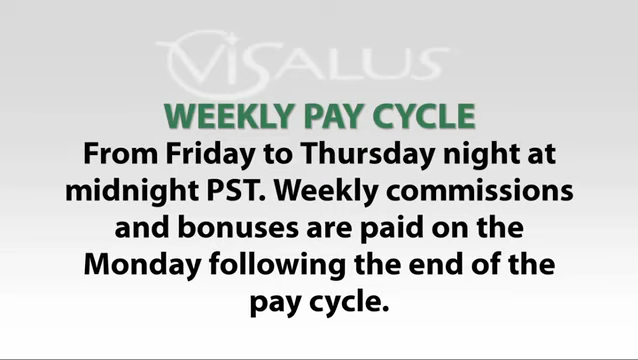 ViSALUS
WEEKLY PAY CYCLE
From Friday to Thursday night at
midnight PST. Weekly commissions
and bonuses are paid on the
Monday following the end of the
pay cycle.